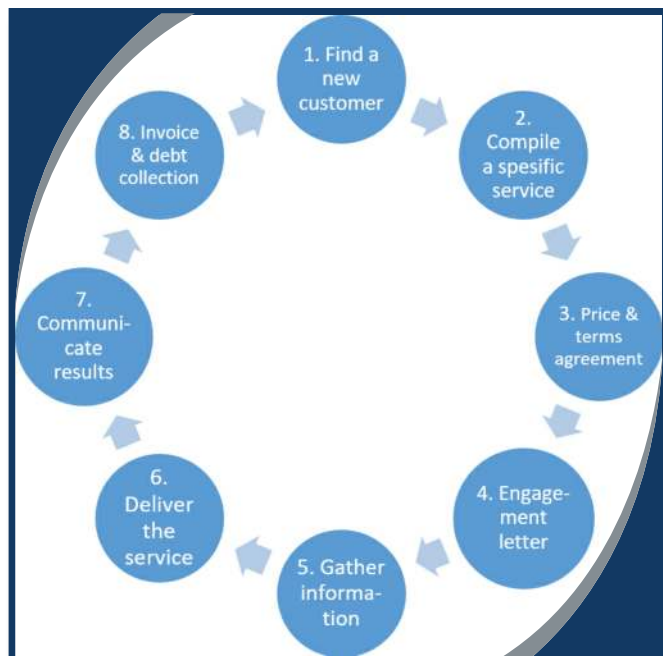 1. Find a
new
customer
2.
Compile
a spesific
service
3. Price &
terms
agreement
4. Engage-
ment
letter
5. Gather
informa-
tion
6.
Deliver
the
service
7.
Communi-
cate
results
8. Invoice
& debt
collection